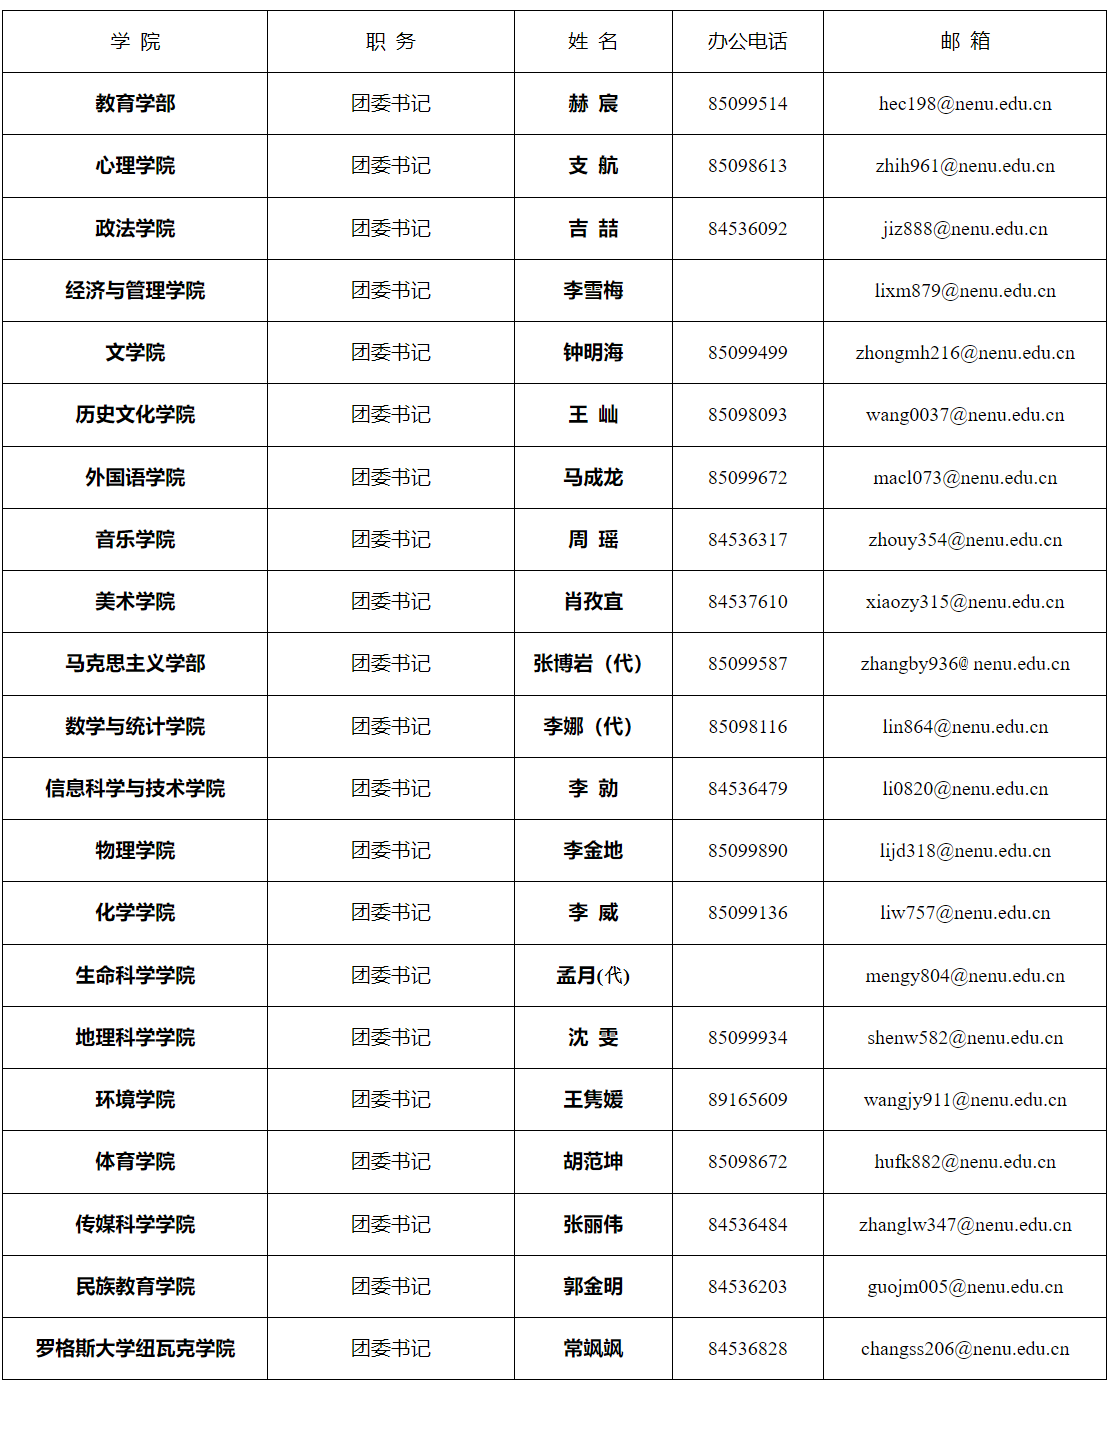 学 院 职 务 姓 名 办公电话 邮 箱
教育学部 团委书记 赫 宸 85099514 hec198@nenu.edu.cn
心理学院 团委书记 支 航 85098613 zhih961@nenu.edu.cn
政法学院 团委书记 吉 喆 84536092 jiz888@nenu.edu.cn
经济与管理学院 团委书记 李雪梅 lixm879@nenu.edu.cn
文学院 团委书记 钟明海 85099499 zhongmh216@nenu.edu.cn
历史文化学院 团委书记 王 屾 85098093 wang0037@nenu.edu.cn
外国语学院 团委书记 马成龙 85099672 macl073@nenu.edu.cn
音乐学院 团委书记 周 瑶 84536317 zhouy354@nenu.edu.cn
美术学院 团委书记 肖孜宜 84537610 xiaozy315@nenu.edu.cn
马克思主义学部 团委书记 张博岩（代） 85099587 zhangby936@ nenu.edu.cn
数学与统计学院 团委书记 李娜（代） 85098116 lin864@nenu.edu.cn
信息科学与技术学院 团委书记 李 勍 84536479 li0820@nenu.edu.cn
物理学院 团委书记 李金地 85099890 lijd318@nenu.edu.cn
化学学院 团委书记 李 威 85099136 liw757@nenu.edu.cn
生命科学学院 团委书记 孟月(代) mengy804@nenu.edu.cn
地理科学学院 团委书记 沈 雯 85099934 shenw582@nenu.edu.cn
环境学院 团委书记 王隽媛 89165609 wangjy911@nenu.edu.cn
体育学院 团委书记 胡范坤 85098672 hufk882@nenu.edu.cn
传媒科学学院 团委书记 张丽伟 84536484 zhanglw347@nenu.edu.cn
民族教育学院 团委书记 郭金明 84536203 guojm005@nenu.edu.cn
罗格斯大学纽瓦克学院 团委书记 常飒飒 84536828 changss206@nenu.edu.cn